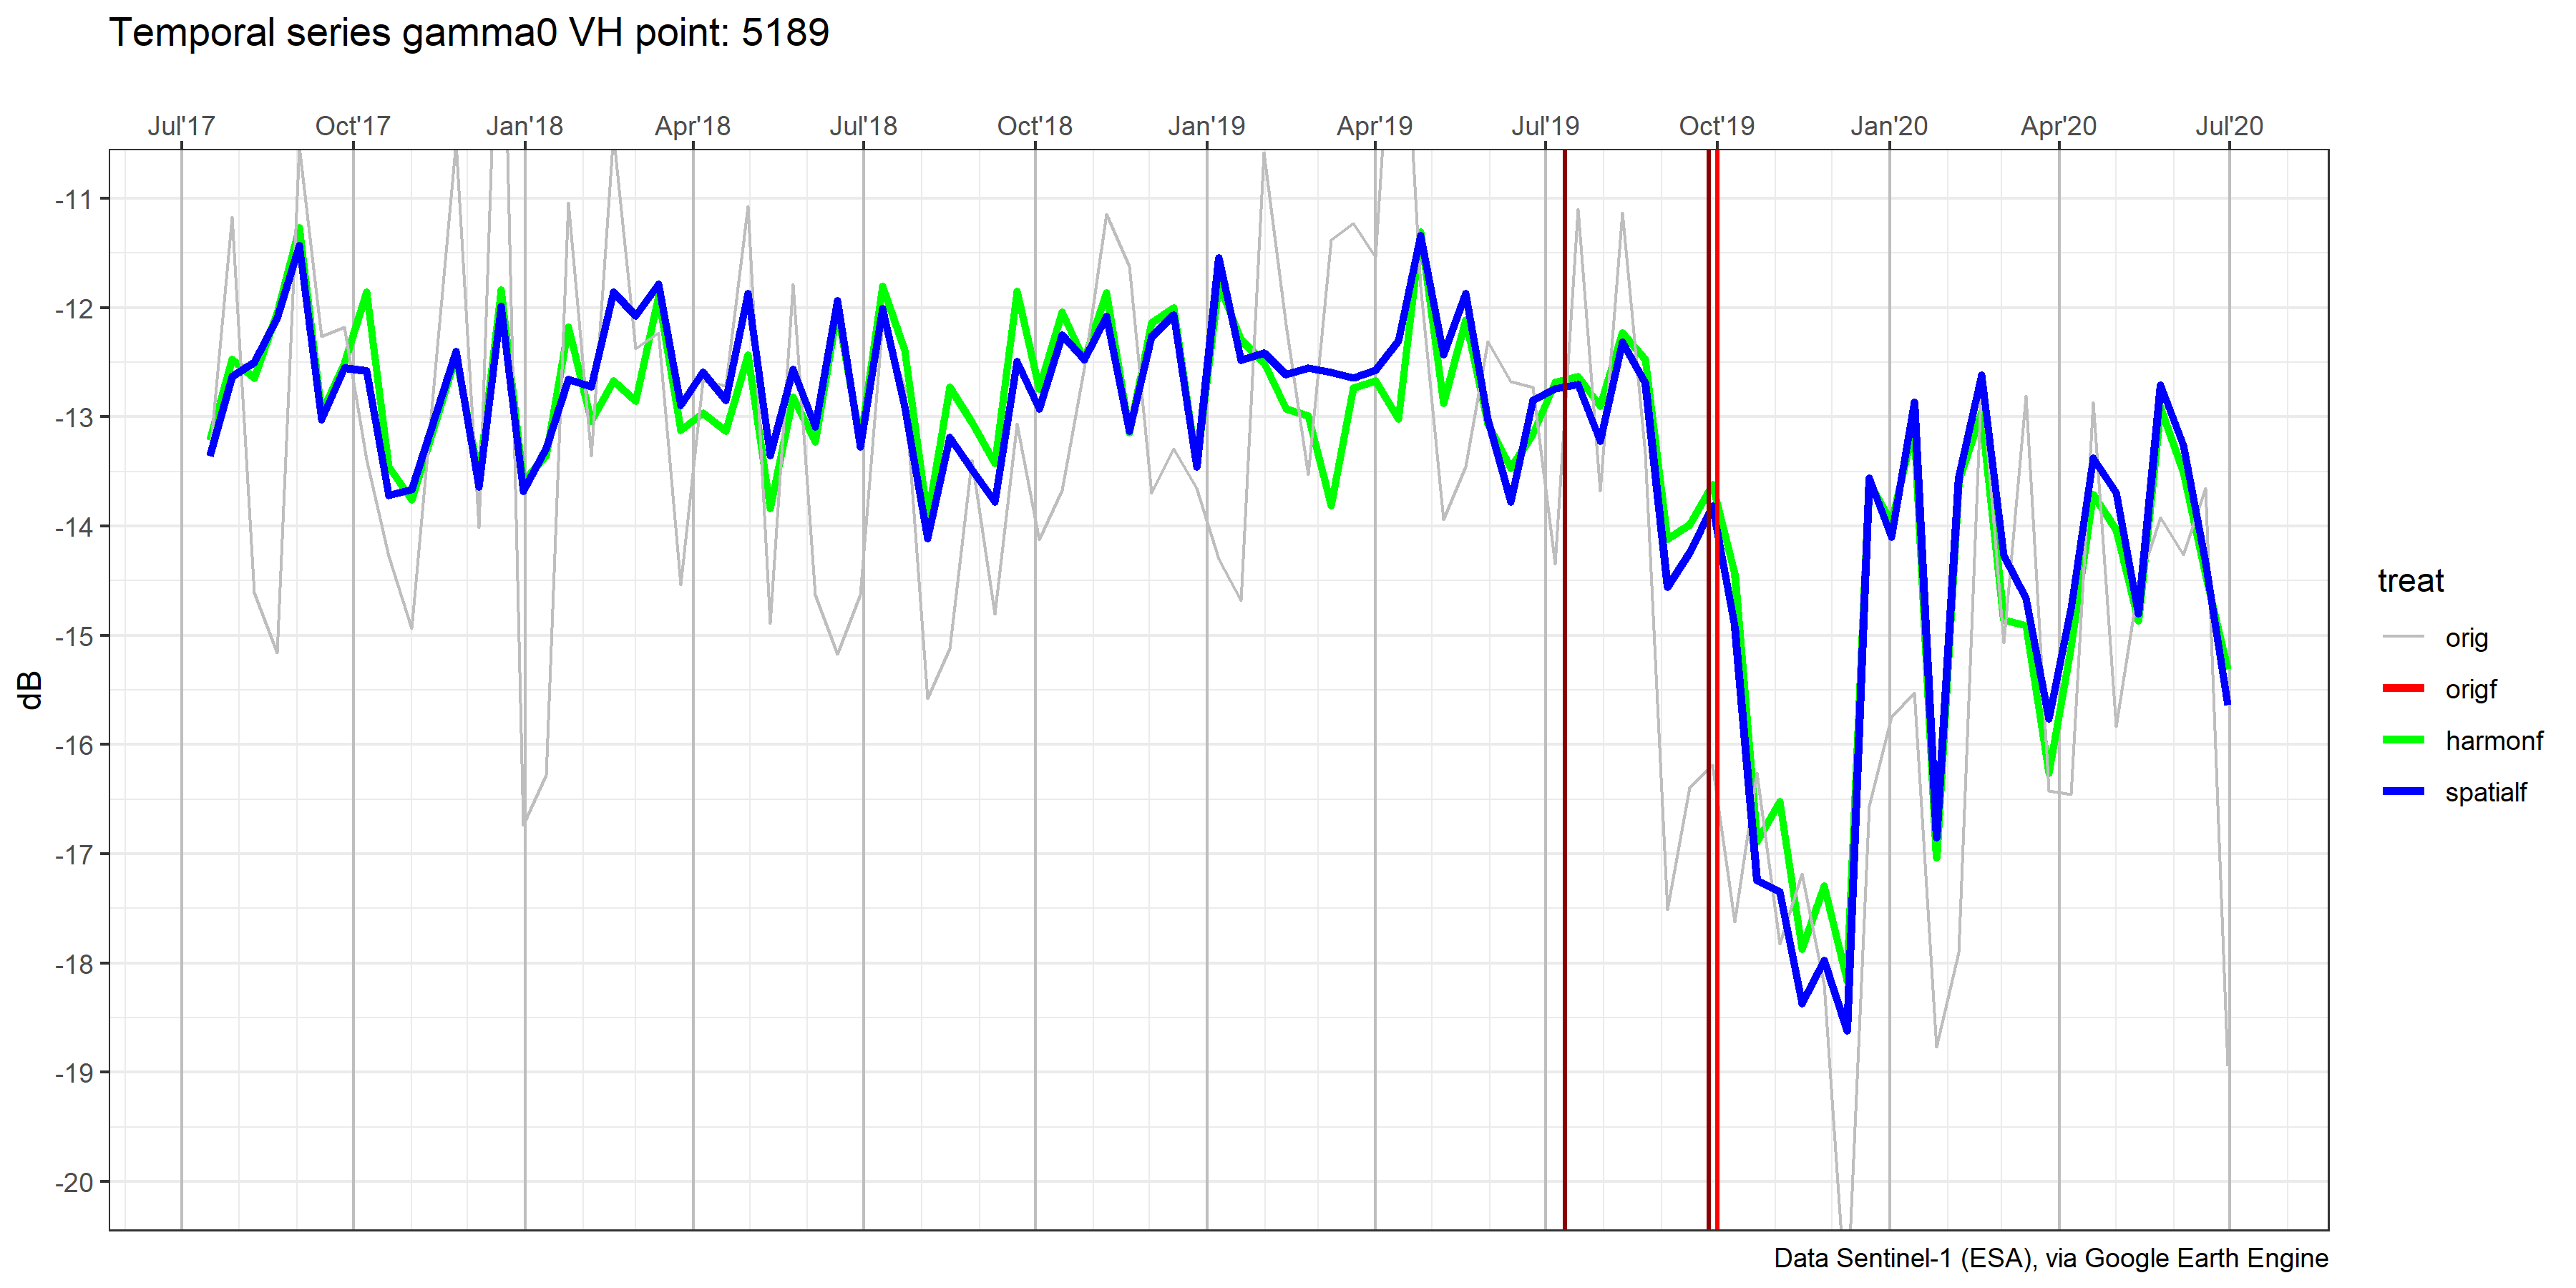 Temporal series gamma0 VH point: 5189
Jul'17 Oct'17 Jan'18 Apr'18 Jul'18 Oct'18 Jan'19 Apr'19 Jul'19 Oct'19 Jan'20 Apr'20 Jul'20
-11
-12
-13
-14
-15
-16
-17
-18
-19
-20
dB
treat
orig
origf
harmonf
spatialf
Data Sentinel-1 (ESA), via Google Earth Engine